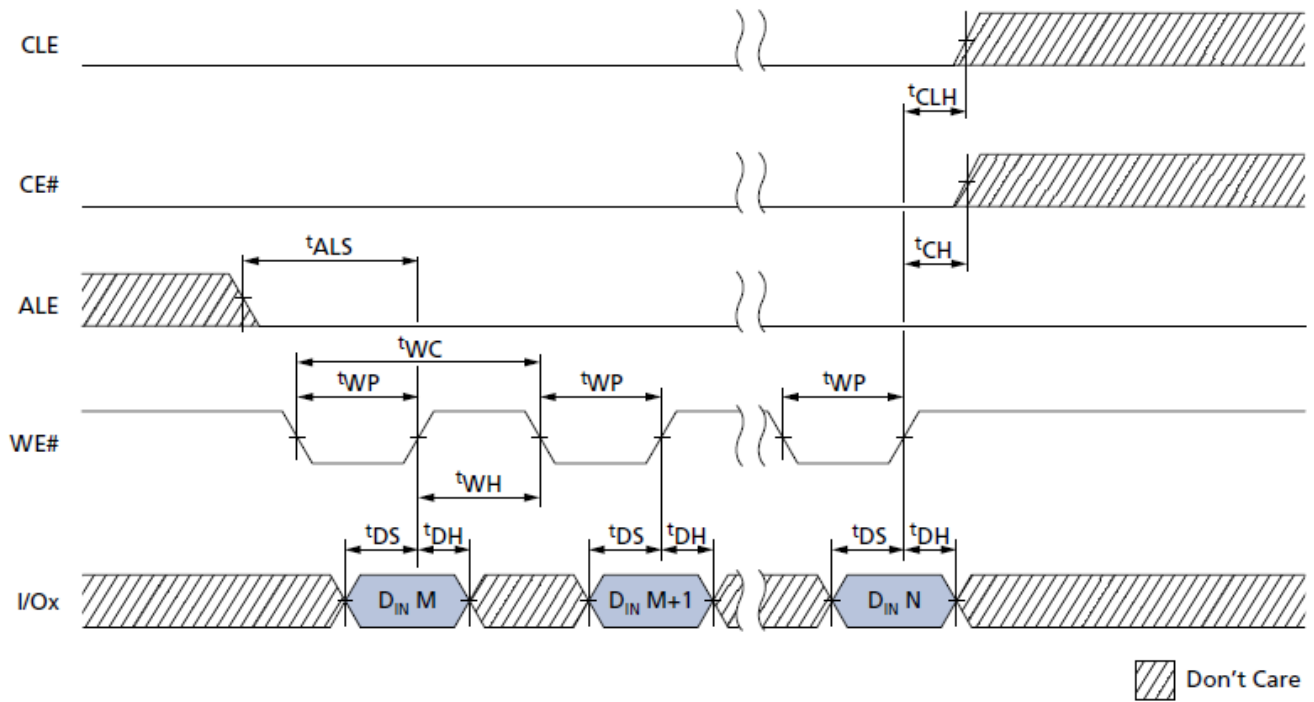 CLE
tCLH
CE#
tCH
tALS
ALE
tWC
tWP tWP tWP
WE#
tWH
tDS tDH tDS tDH tDS tDH
I/Ox DIN M DIN M+1 DIN N
Don't Care